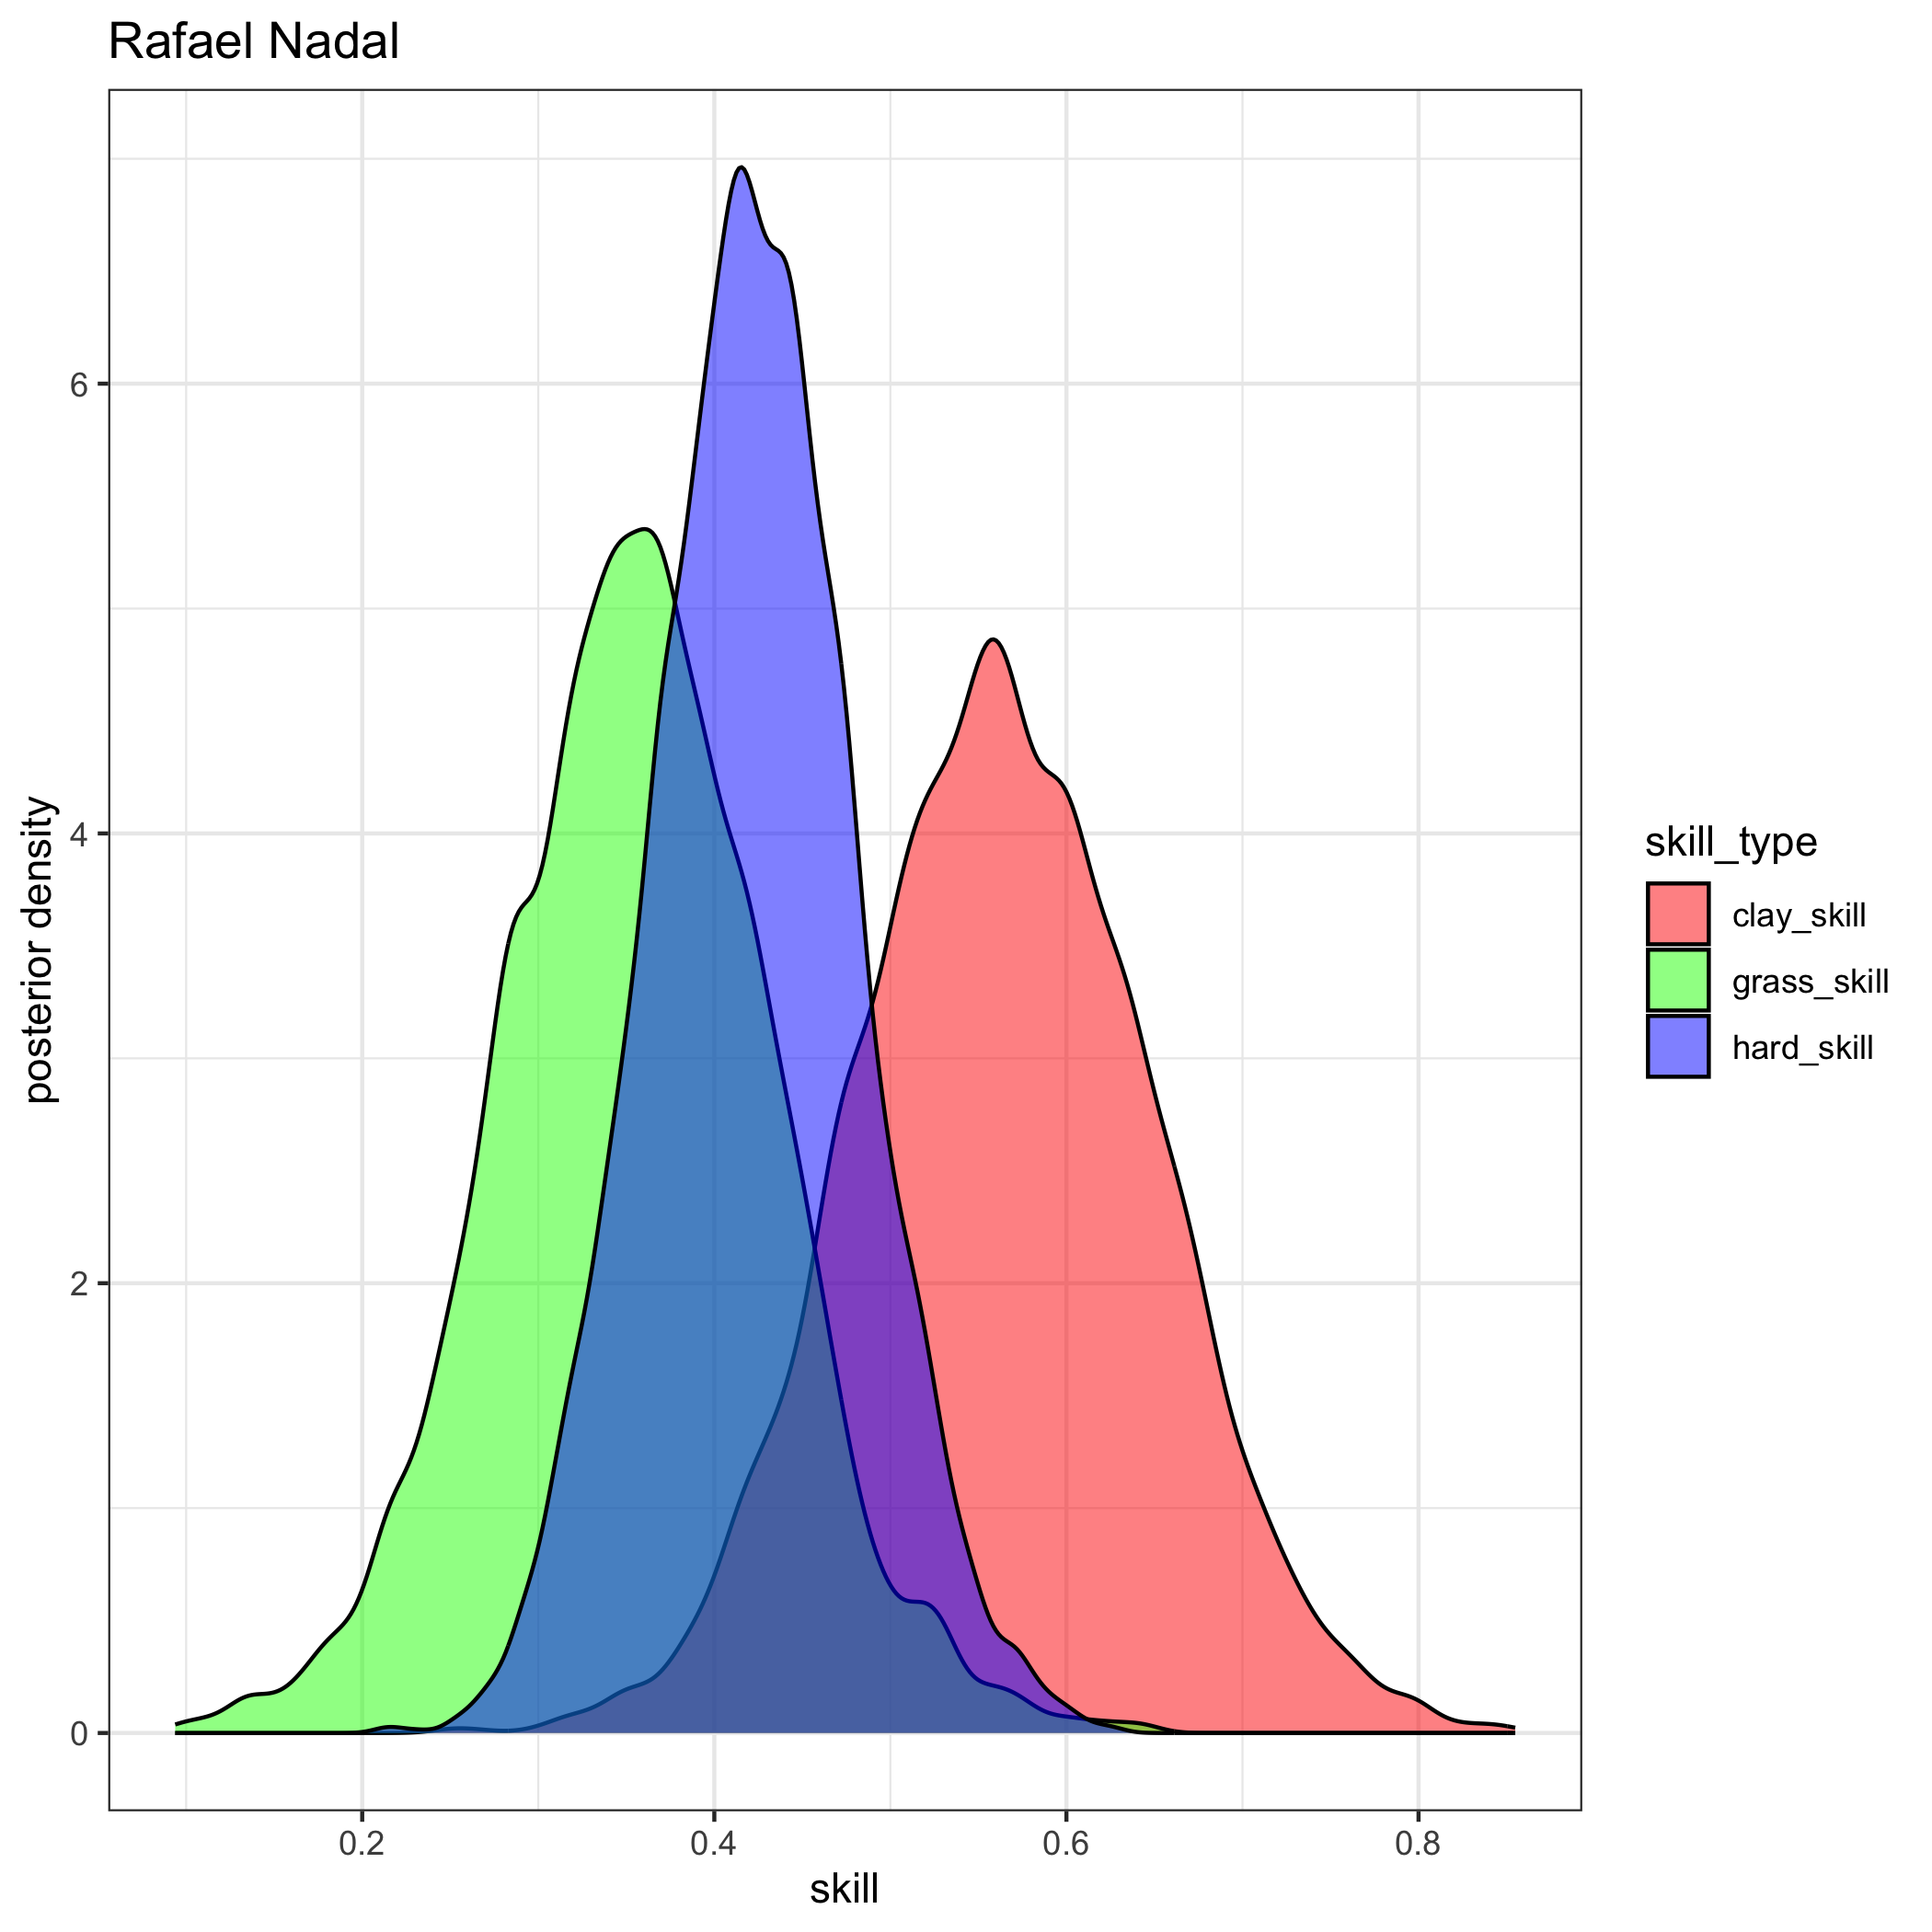 Rafael Nadal
posterior density
6
4
2
0
0.2 0.4 0.6 0.8
skill
skill_type
clay_skill
grass_skill
hard_skill